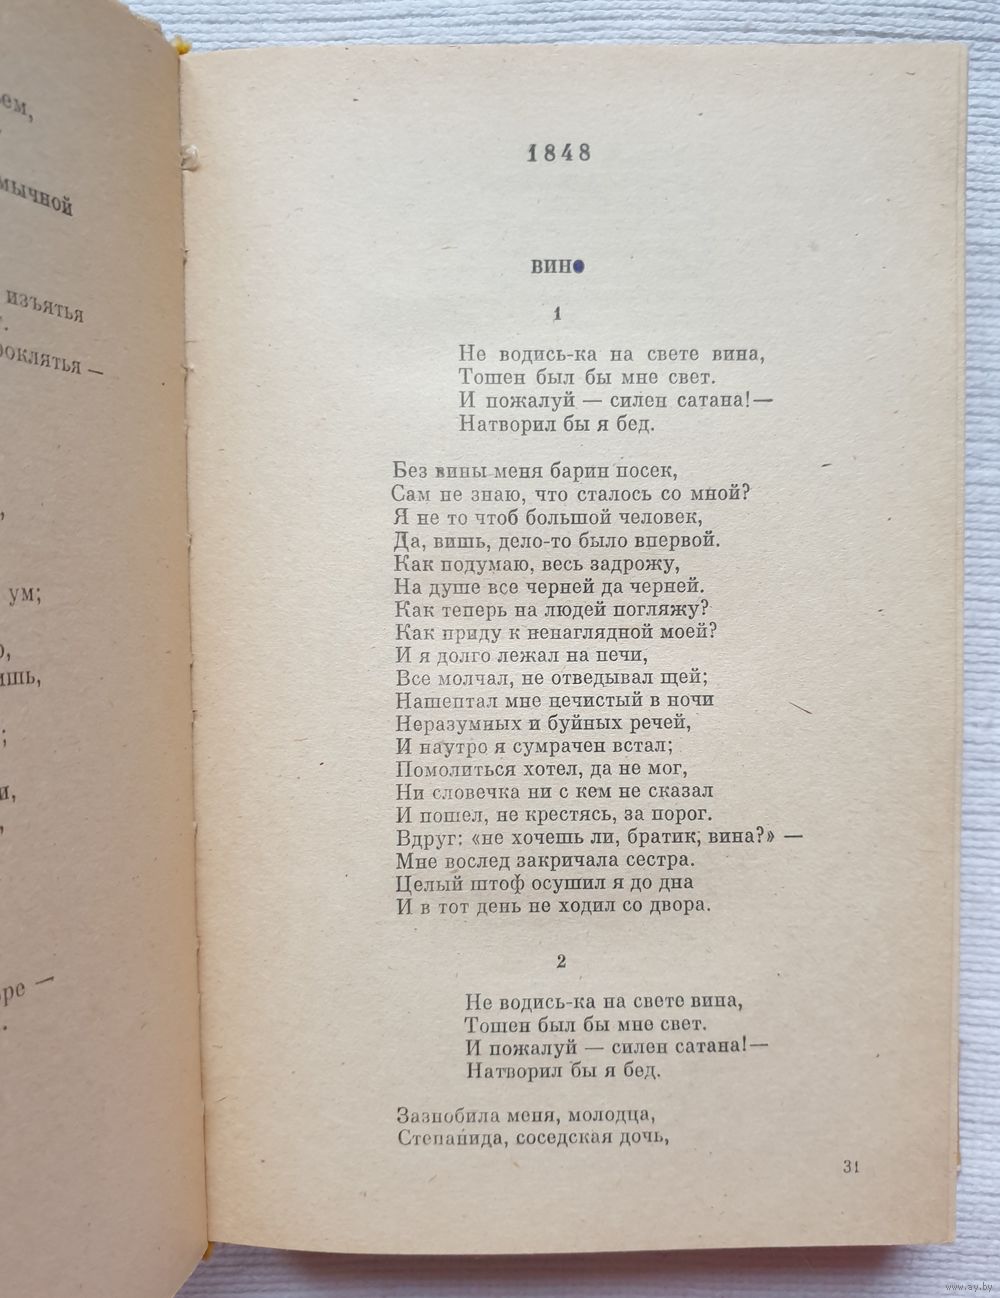 ем,
мычной
изъятья
роклятья —
ум;
ишь,
ре —
1848
ВИНО
1
Не водись-ка на свете вина,
Тошен был бы мне свет.
И пожалуй — силен сатана!—
Натворил бы я бед.
Без вины меня барин посек,
Сам не знаю, что сталось со мной?
Я не то чтоб большой человек,
Да, вишь, дело-то было впервой.
Как подумаю, весь задрожу,
На душе все черней да черней.
Как теперь на людей погляжу?
Как приду к ненаглядной моей?
И я долго лежал на печи,
Все молчал, не отведывал щей;
Нашептал мне нечистый в ночи
Неразумных и буйных речей,
И наутро я сумрачен встал;
Помолиться хотел, да не мог,
Ни словечка ни с кем не сказал
И пошел, не крестясь, за порог.
Вдруг: «не хочешь ли, братик, вина?» —
Мне вослед закричала сестра.
Целый штоф осушил я до дна
И в тот день не ходил со двора.
2
Не водись-ка на свете вина,
Тошен был бы мне свет.
И пожалуй — силен сатана!—
Натворил бы я бед.
Зазнобила меня, молодца,
Степанида, соседская дочь,
31
www.ay.by